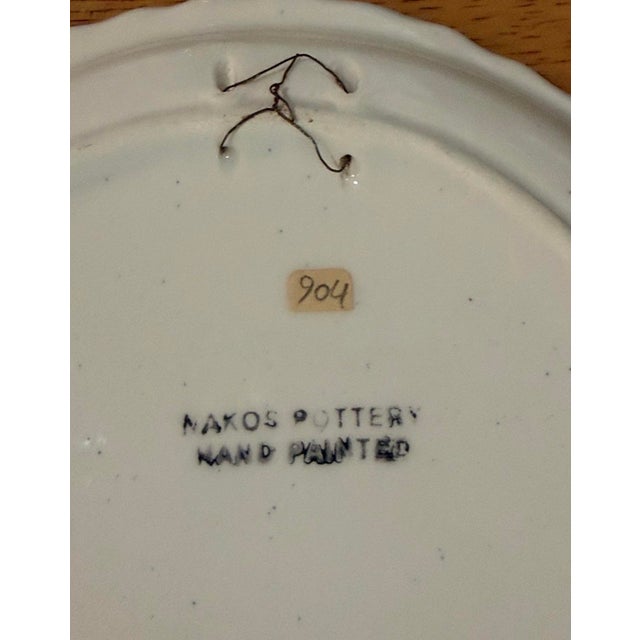 904
NAKOS POTTERY
HAND PAINTED